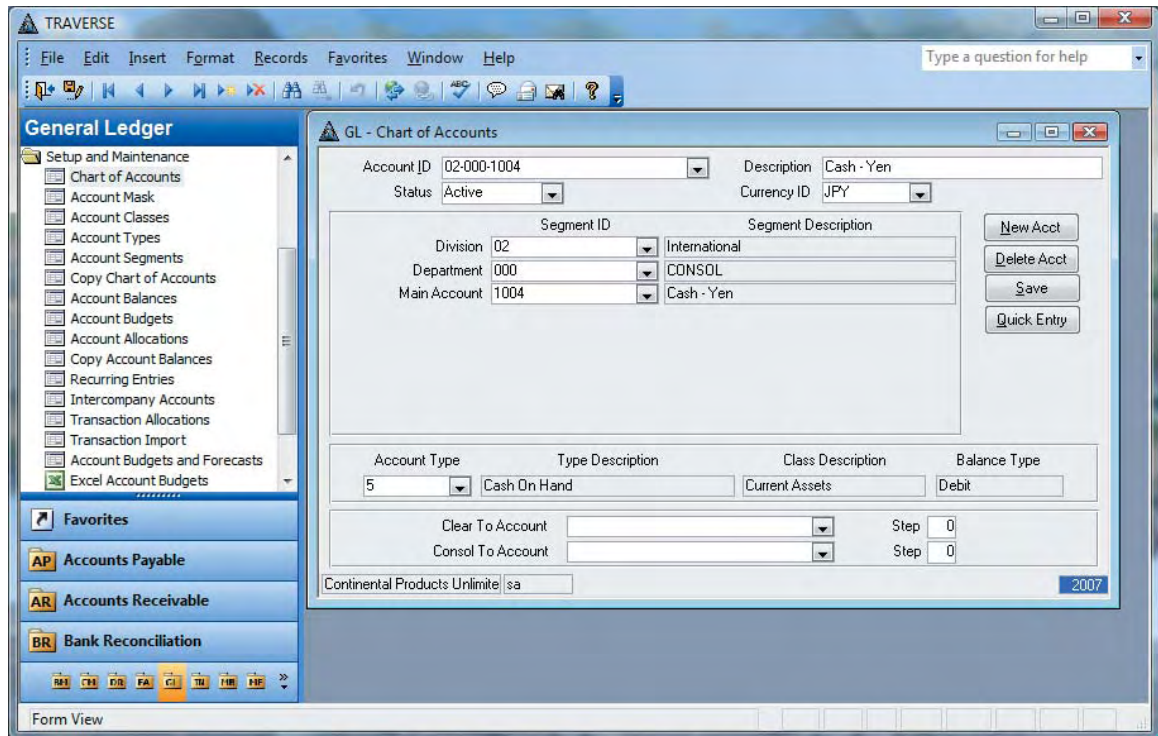 TRAVERSE
File Edit Insert Format Records Favorites Window Help
Type a question for help
ABC
General Ledger
Setup and Maintenance
Chart of Accounts
Account Mask
Account Classes
Account Types
Account Segments
Copy Chart of Accounts
Account Balances
Account Budgets
Account Allocations
Copy Account Balances
Recurring Entries
Intercompany Accounts
Transaction Allocations
Transaction Import
Account Budgets and Forecasts
Excel Account Budgets
Favorites
AP Accounts Payable
AR Accounts Receivable
BR Bank Reconciliation
GL - Chart of Accounts
Account ID 02-000-1004 Description Cash - Yen
Status Active Currency ID JPY
Segment ID Segment Description
Division 02 International
Department 000 CONSOL
Main Account 1004 Cash - Yen
New Acct
Delete Acct
Save
Quick Entry
Account Type Type Description Class Description Balance Type
5 Cash On Hand Current Assets Debit
Clear To Account Step 0
Consol To Account Step 0
Continental Products Unlimite sa 2007
Form View